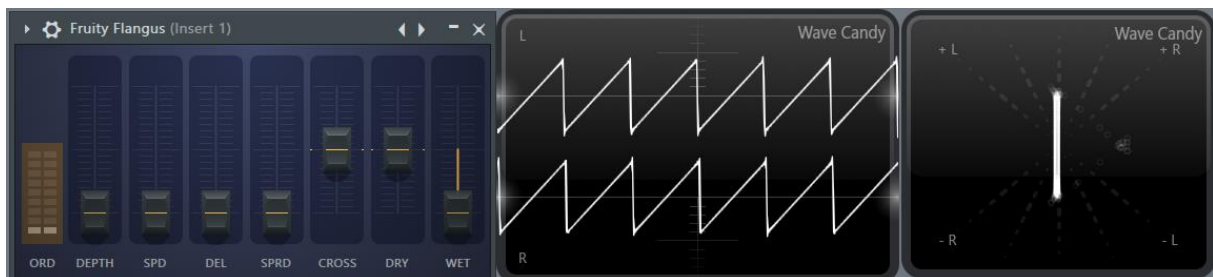 Fruity Flangus (Insert 1)
ORD DEPTH SPD DEL SPRD CROSS DRY WET
L Wave Candy
R
Wave Candy
+ L + R
- R - L